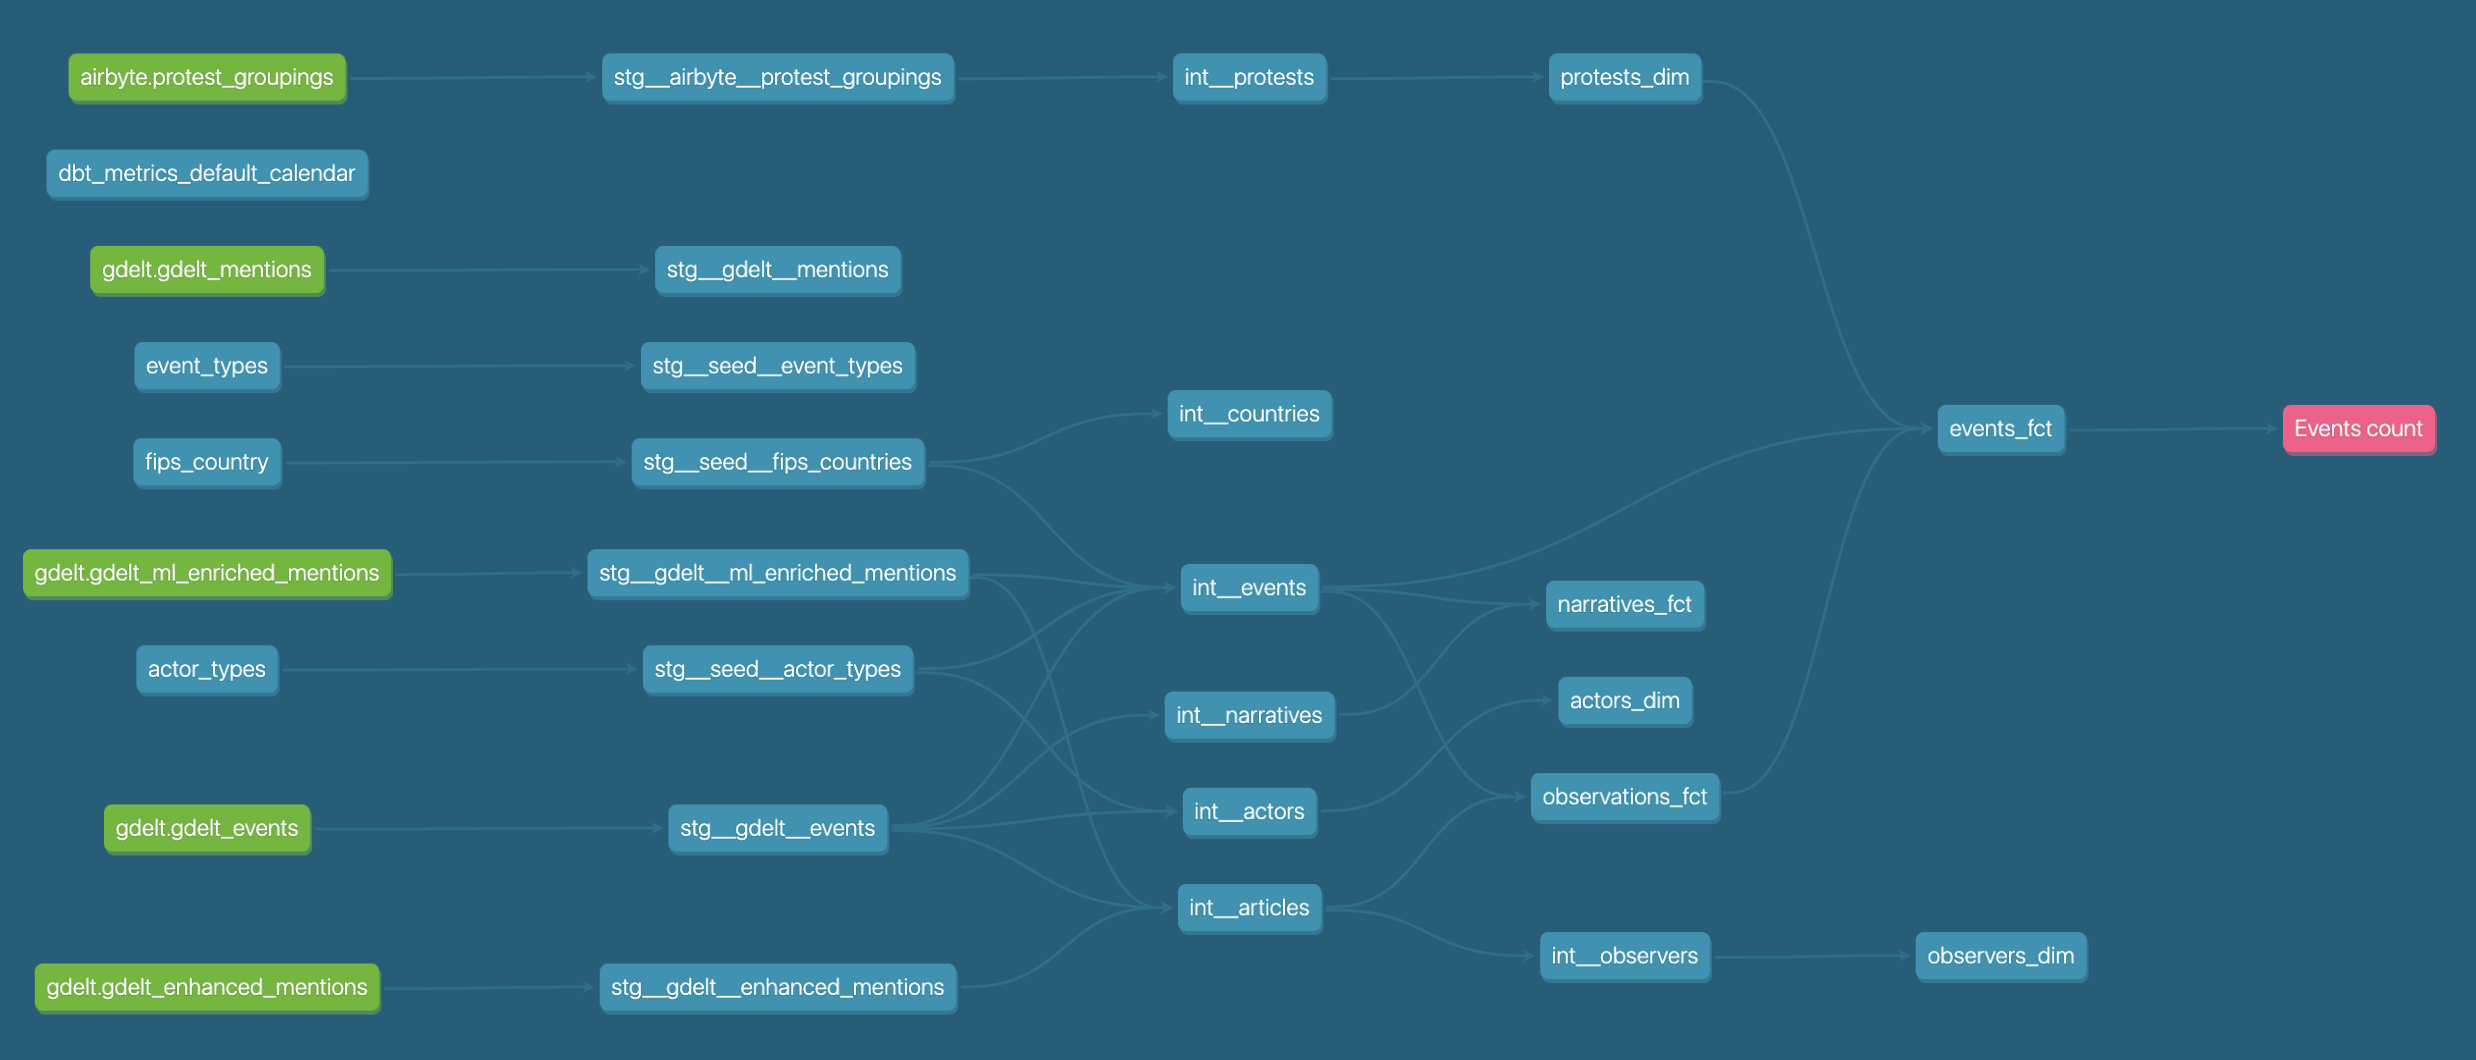 airbyte.protest_groupings
stg__airbyte__protest_groupings
int__protests
protests_dim
dbt_metrics_default_calendar
gdelt.gdelt_mentions
stg__gdelt__mentions
event_types
stg__seed__event_types
int__countries
events_fct
Events count
fips_country
stg__seed__fips_countries
gdelt.gdelt_ml_enriched_mentions
stg__gdelt__ml_enriched_mentions
int__events
narratives_fct
actor_types
stg__seed__actor_types
actors_dim
int__narratives
observations_fct
int__actors
gdelt.gdelt_events
stg__gdelt__events
int__articles
int__observers
observers_dim
gdelt.gdelt_enhanced_mentions
stg__gdelt__enhanced_mentions